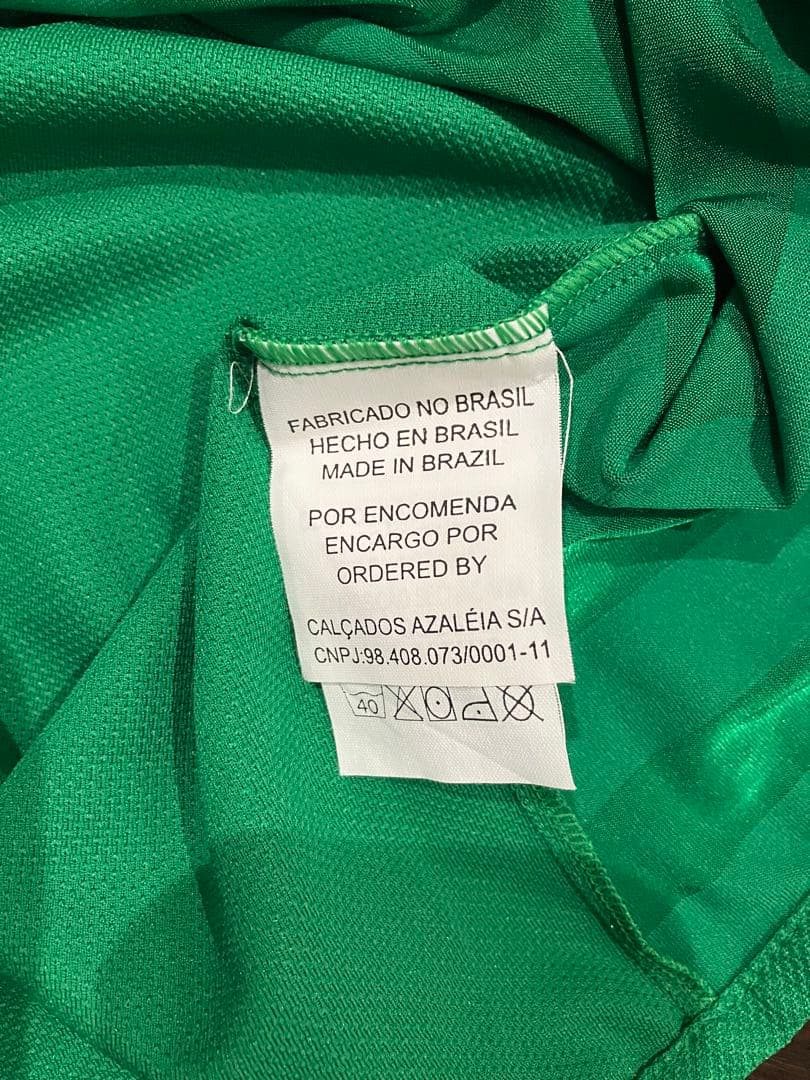 FABRICADO NO BRASIL
HECHO EN BRASIL
MADE IN BRAZIL
POR ENCOMENDA
ENCARGO POR
ORDERED BY
CALÇADOS AZALÉIA S/A
CNPJ:98.408.073/0001-11
40